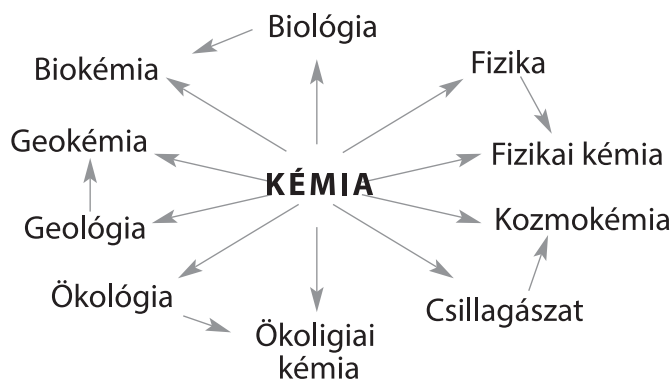 Biológia
Biokémia
Fizika
Geokémia
Fizikai kémia
KÉMIA
Geológia
Kozmokémia
Ökológia
Csillagászat
Ökoligiai
kémia